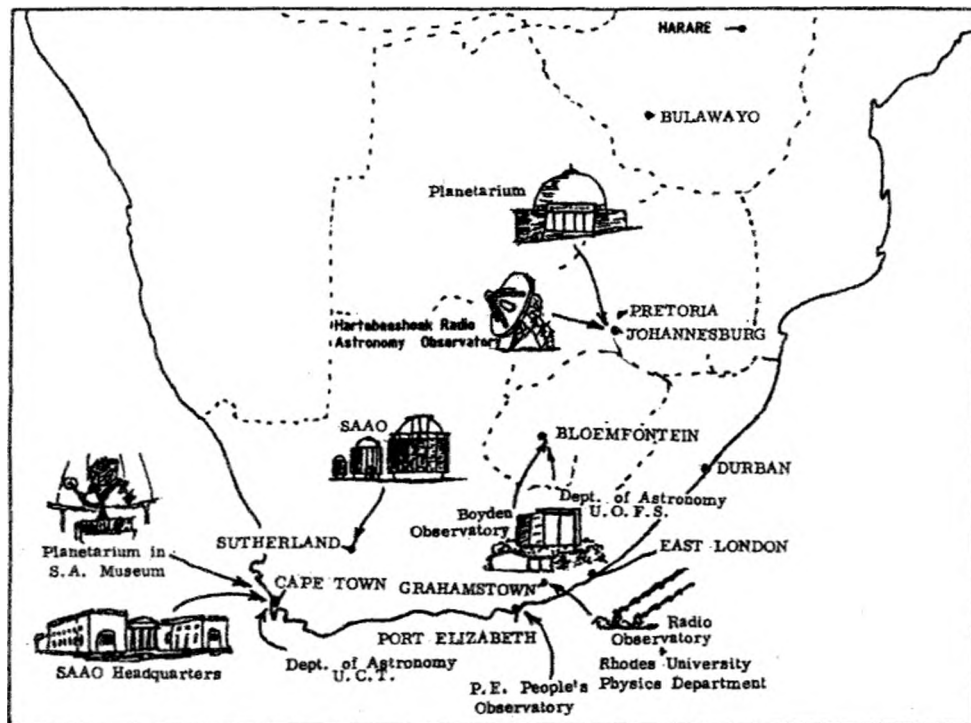 HARARE
BULAWAYO
Planetarium
PRETORIA
JOHANNESBURG
Hartebeeshoek Radio
Astronomy Observatory
SAAO
BLOEMFONTEIN
DURBAN
Dept. of Astronomy
U.O.F.S.
Boyden
Observatory
SUTHERLAND
EAST LONDON
Planetarium in
S.A. Museum
CAPE TOWN
GRAHAMSTOWN
Radio
Observatory
PORT ELIZABETH
SAAO Headquarters
Dept. of Astronomy
U.C.T.
Rhodes University
Physics Department
P.E. People's
Observatory